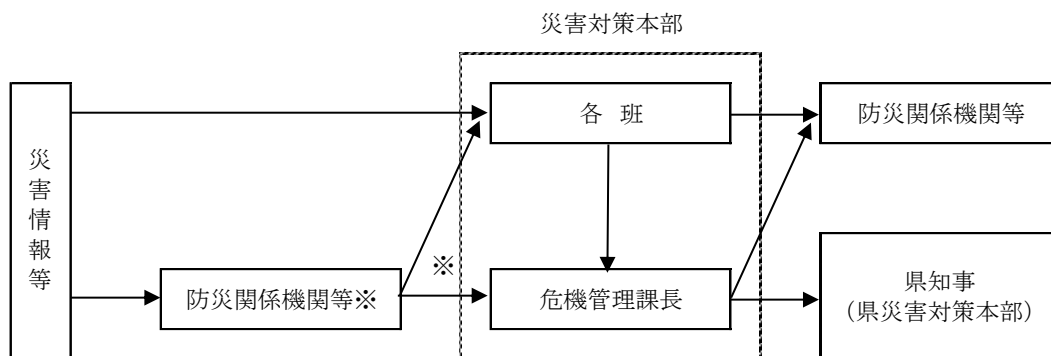 災害対策本部
各 班
防災関係機関等
災害情報等
※
防災関係機関等※
危機管理課長
県知事
（県災害対策本部）